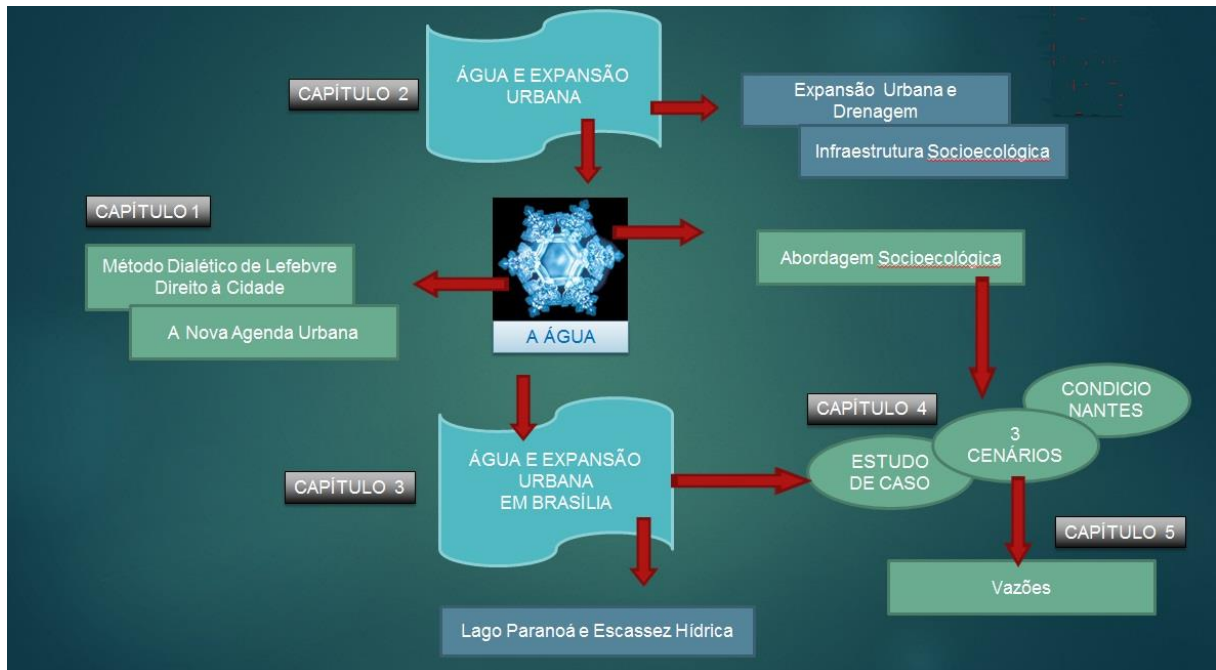 CAPÍTULO 2
ÁGUA E EXPANSÃO
URBANA
Expansão Urbana e
Drenagem
Infraestrutura Socioecológica
CAPÍTULO 1
Método Dialético de Lefebvre
Direito à Cidade
A Nova Agenda Urbana
A ÁGUA
Abordagem Socioecológica
CAPÍTULO 3
ÁGUA E EXPANSÃO
URBANA
EM BRASÍLIA
Lago Paranoá e Escassez Hídrica
CAPÍTULO 4
CONDICIO
NANTES
3
CENÁRIOS
ESTUDO
DE CASO
CAPÍTULO 5
Vazões